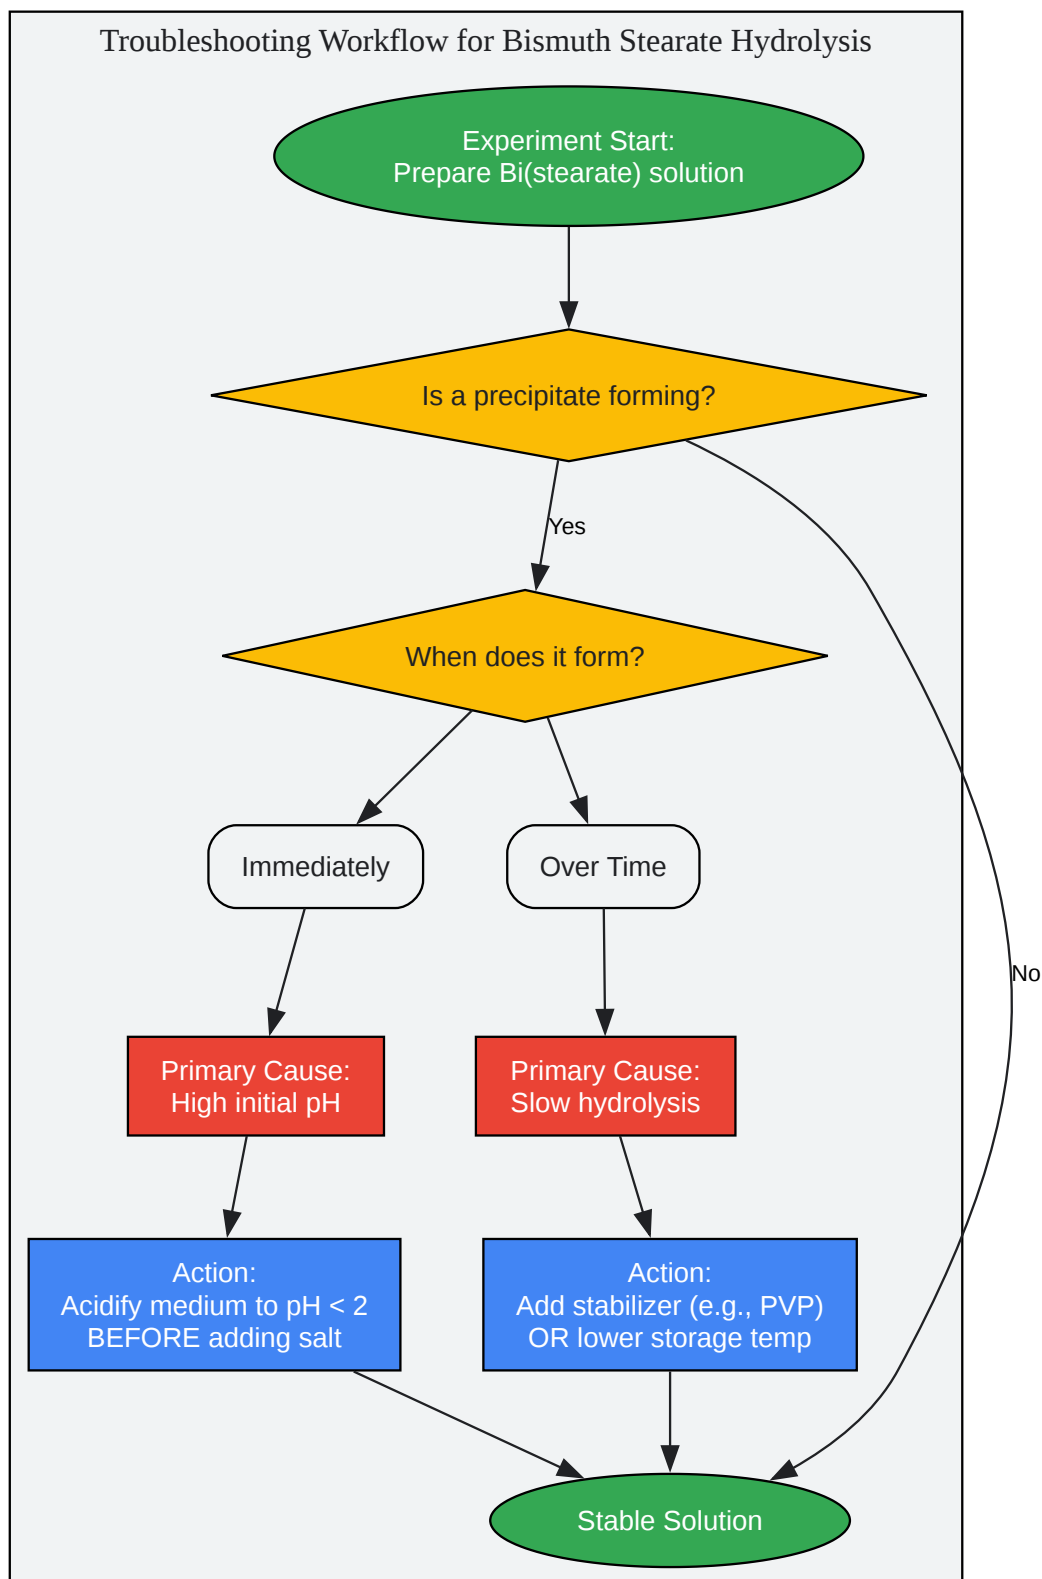 Troubleshooting Workflow for Bismuth Stearate Hydrolysis
Experiment Start:
Prepare Bi(stearate) solution
Is a precipitate forming?
Yes
When does it form?
Immediately
Over Time
No
Primary Cause:
High initial pH
Primary Cause:
Slow hydrolysis
Action:
Acidify medium to pH < 2
BEFORE adding salt
Action:
Add stabilizer (e.g., PVP)
OR lower storage temp
Stable Solution